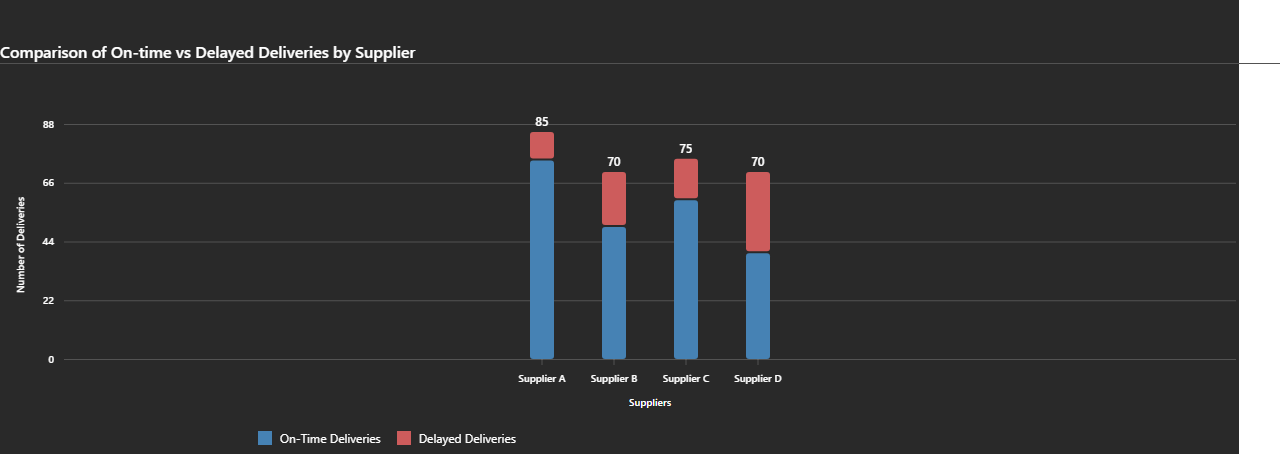 Comparison of On-time vs Delayed Deliveries by Supplier
88
66
44
22
0
Number of Deliveries
85
70
75
70
Supplier A
Supplier B
Supplier C
Supplier D
Suppliers
On-Time Deliveries
Delayed Deliveries